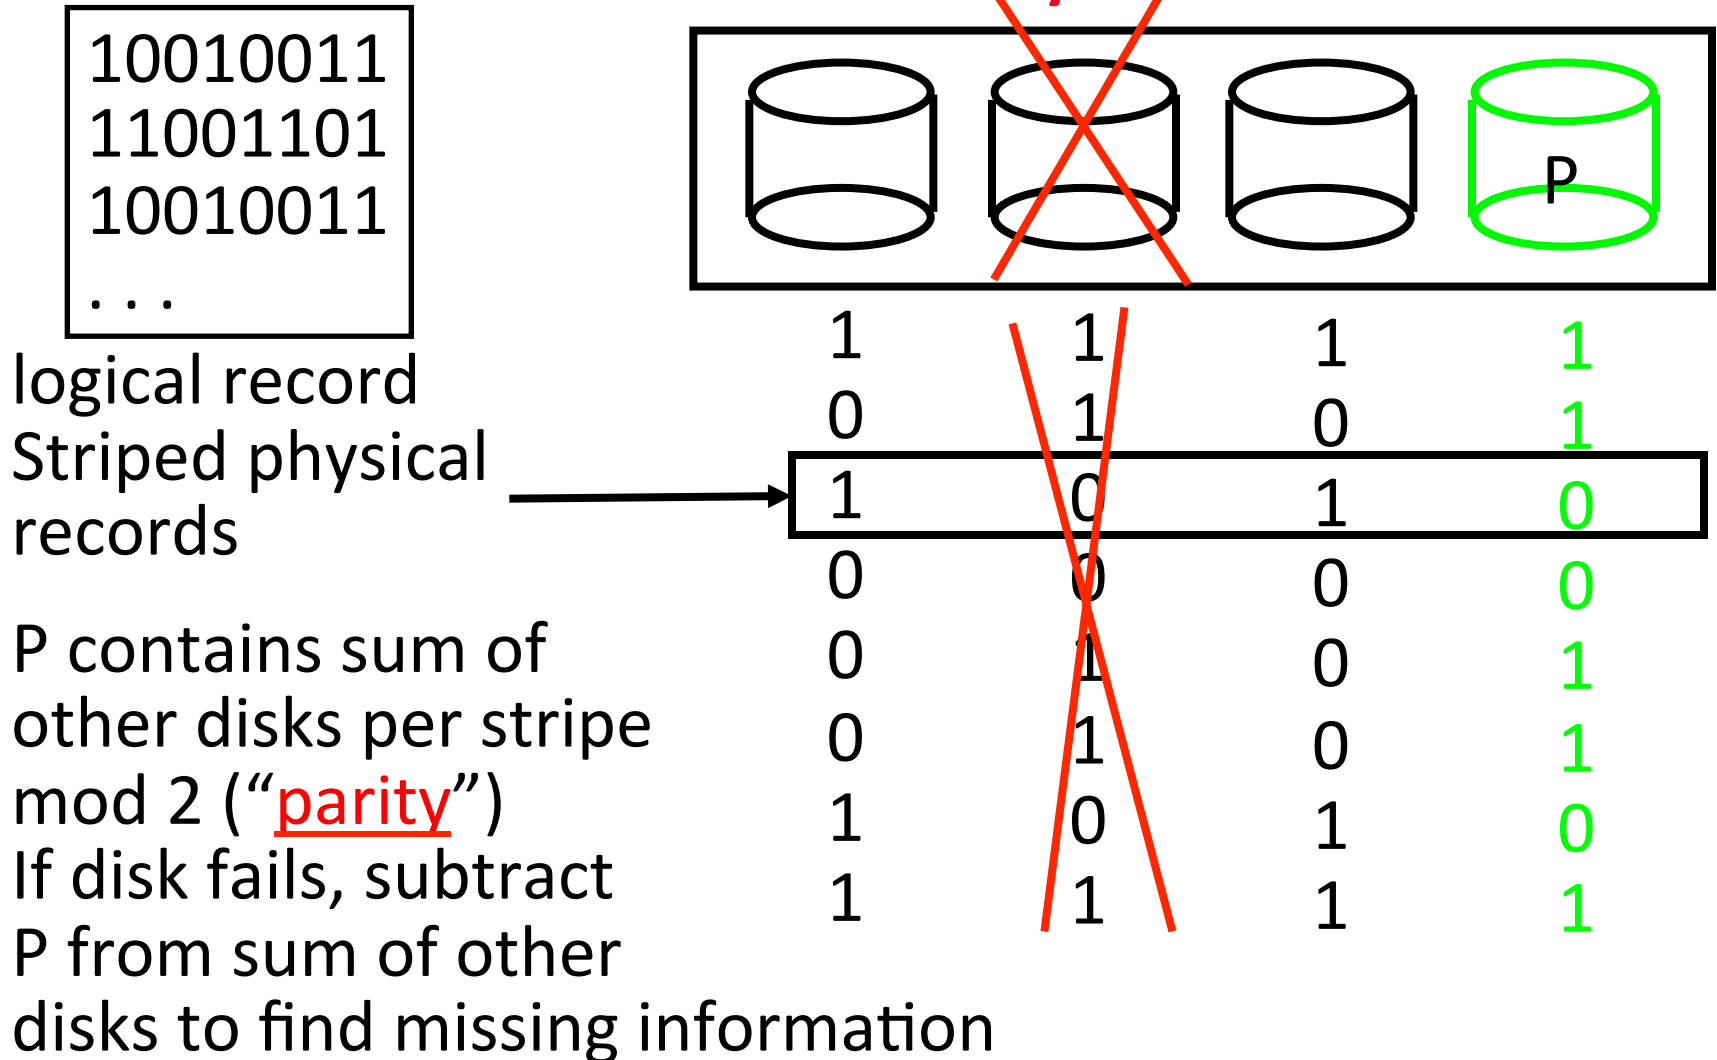 10010011
11001101
10010011
. . .
logical record
Striped physical
records
P contains sum of
other disks per stripe
mod 2 (“parity”)
If disk fails, subtract
P from sum of other
disks to find missing information
P
1 1 1 1
0 1 0 1
1 0 1 0
0 0 0 0
0 1 0 1
0 1 0 1
1 0 1 0
1 1 1 1